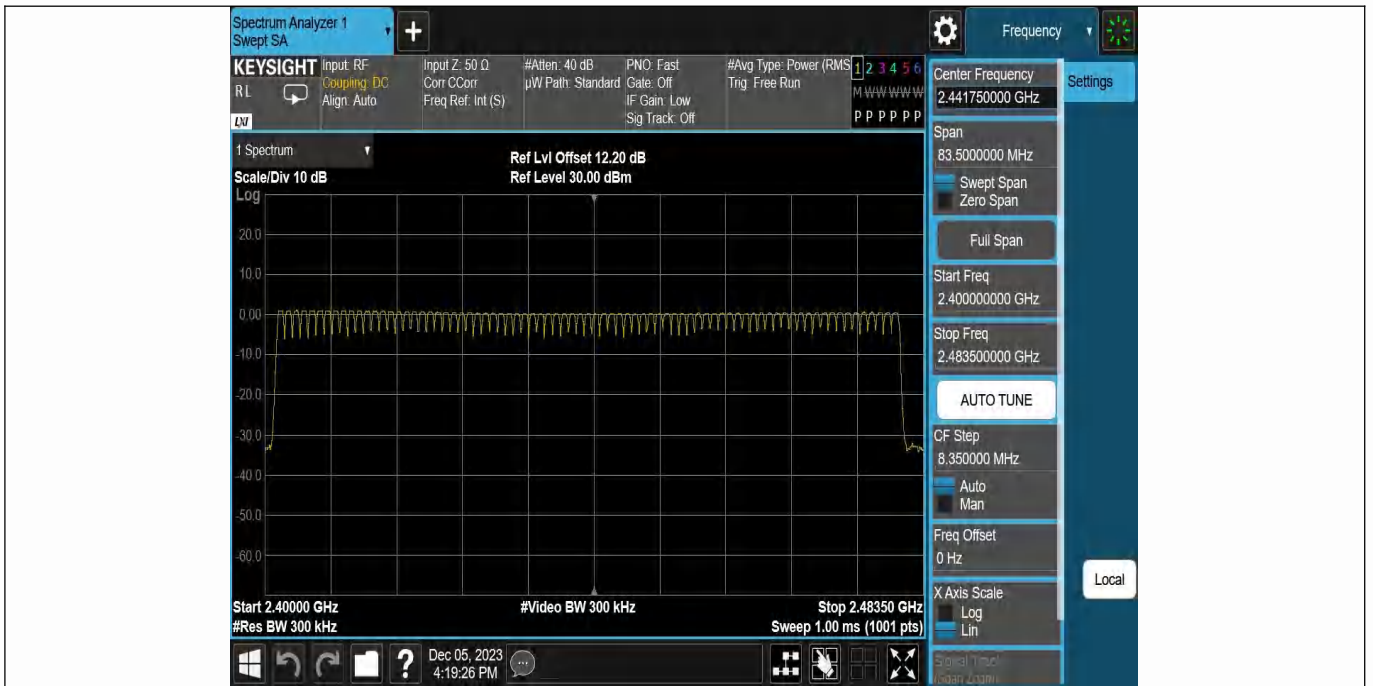 Spectrum Analyzer 1
Swept SA
Frequency
KEYSIGHT
RL
LXI
Input: RF
Coupling: DC
Align: Auto
Input Z: 50 Ω
Corr CCorr
Freq Ref: Int (S)
#Atten: 40 dB
µW Path: Standard
PNO: Fast
Gate: Off
IF Gain: Low
Sig Track: Off
#Avg Type: Power (RMS
Trig: Free Run
1 2 3 4 5 6
M W W W W W
P P P P P P
1 Spectrum
Scale/Div 10 dB
Ref Lvl Offset 12.20 dB
Ref Level 30.00 dBm
Log
20.0
10.0
0.00
-10.0
-20.0
-30.0
-40.0
-50.0
-60.0
Start 2.40000 GHz
#Res BW 300 kHz
#Video BW 300 kHz
Stop 2.48350 GHz
Sweep 1.00 ms (1001 pts)
Center Frequency
2.441750000 GHz
Settings
Span
83.5000000 MHz
Swept Span
Zero Span
Full Span
Start Freq
2.400000000 GHz
Stop Freq
2.483500000 GHz
AUTO TUNE
CF Step
8.350000 MHz
Auto
Man
Freq Offset
0 Hz
X Axis Scale
Log
Lin
Signal Track
(Span Zoom)
Local
?
Dec 05, 2023
4:19:26 PM